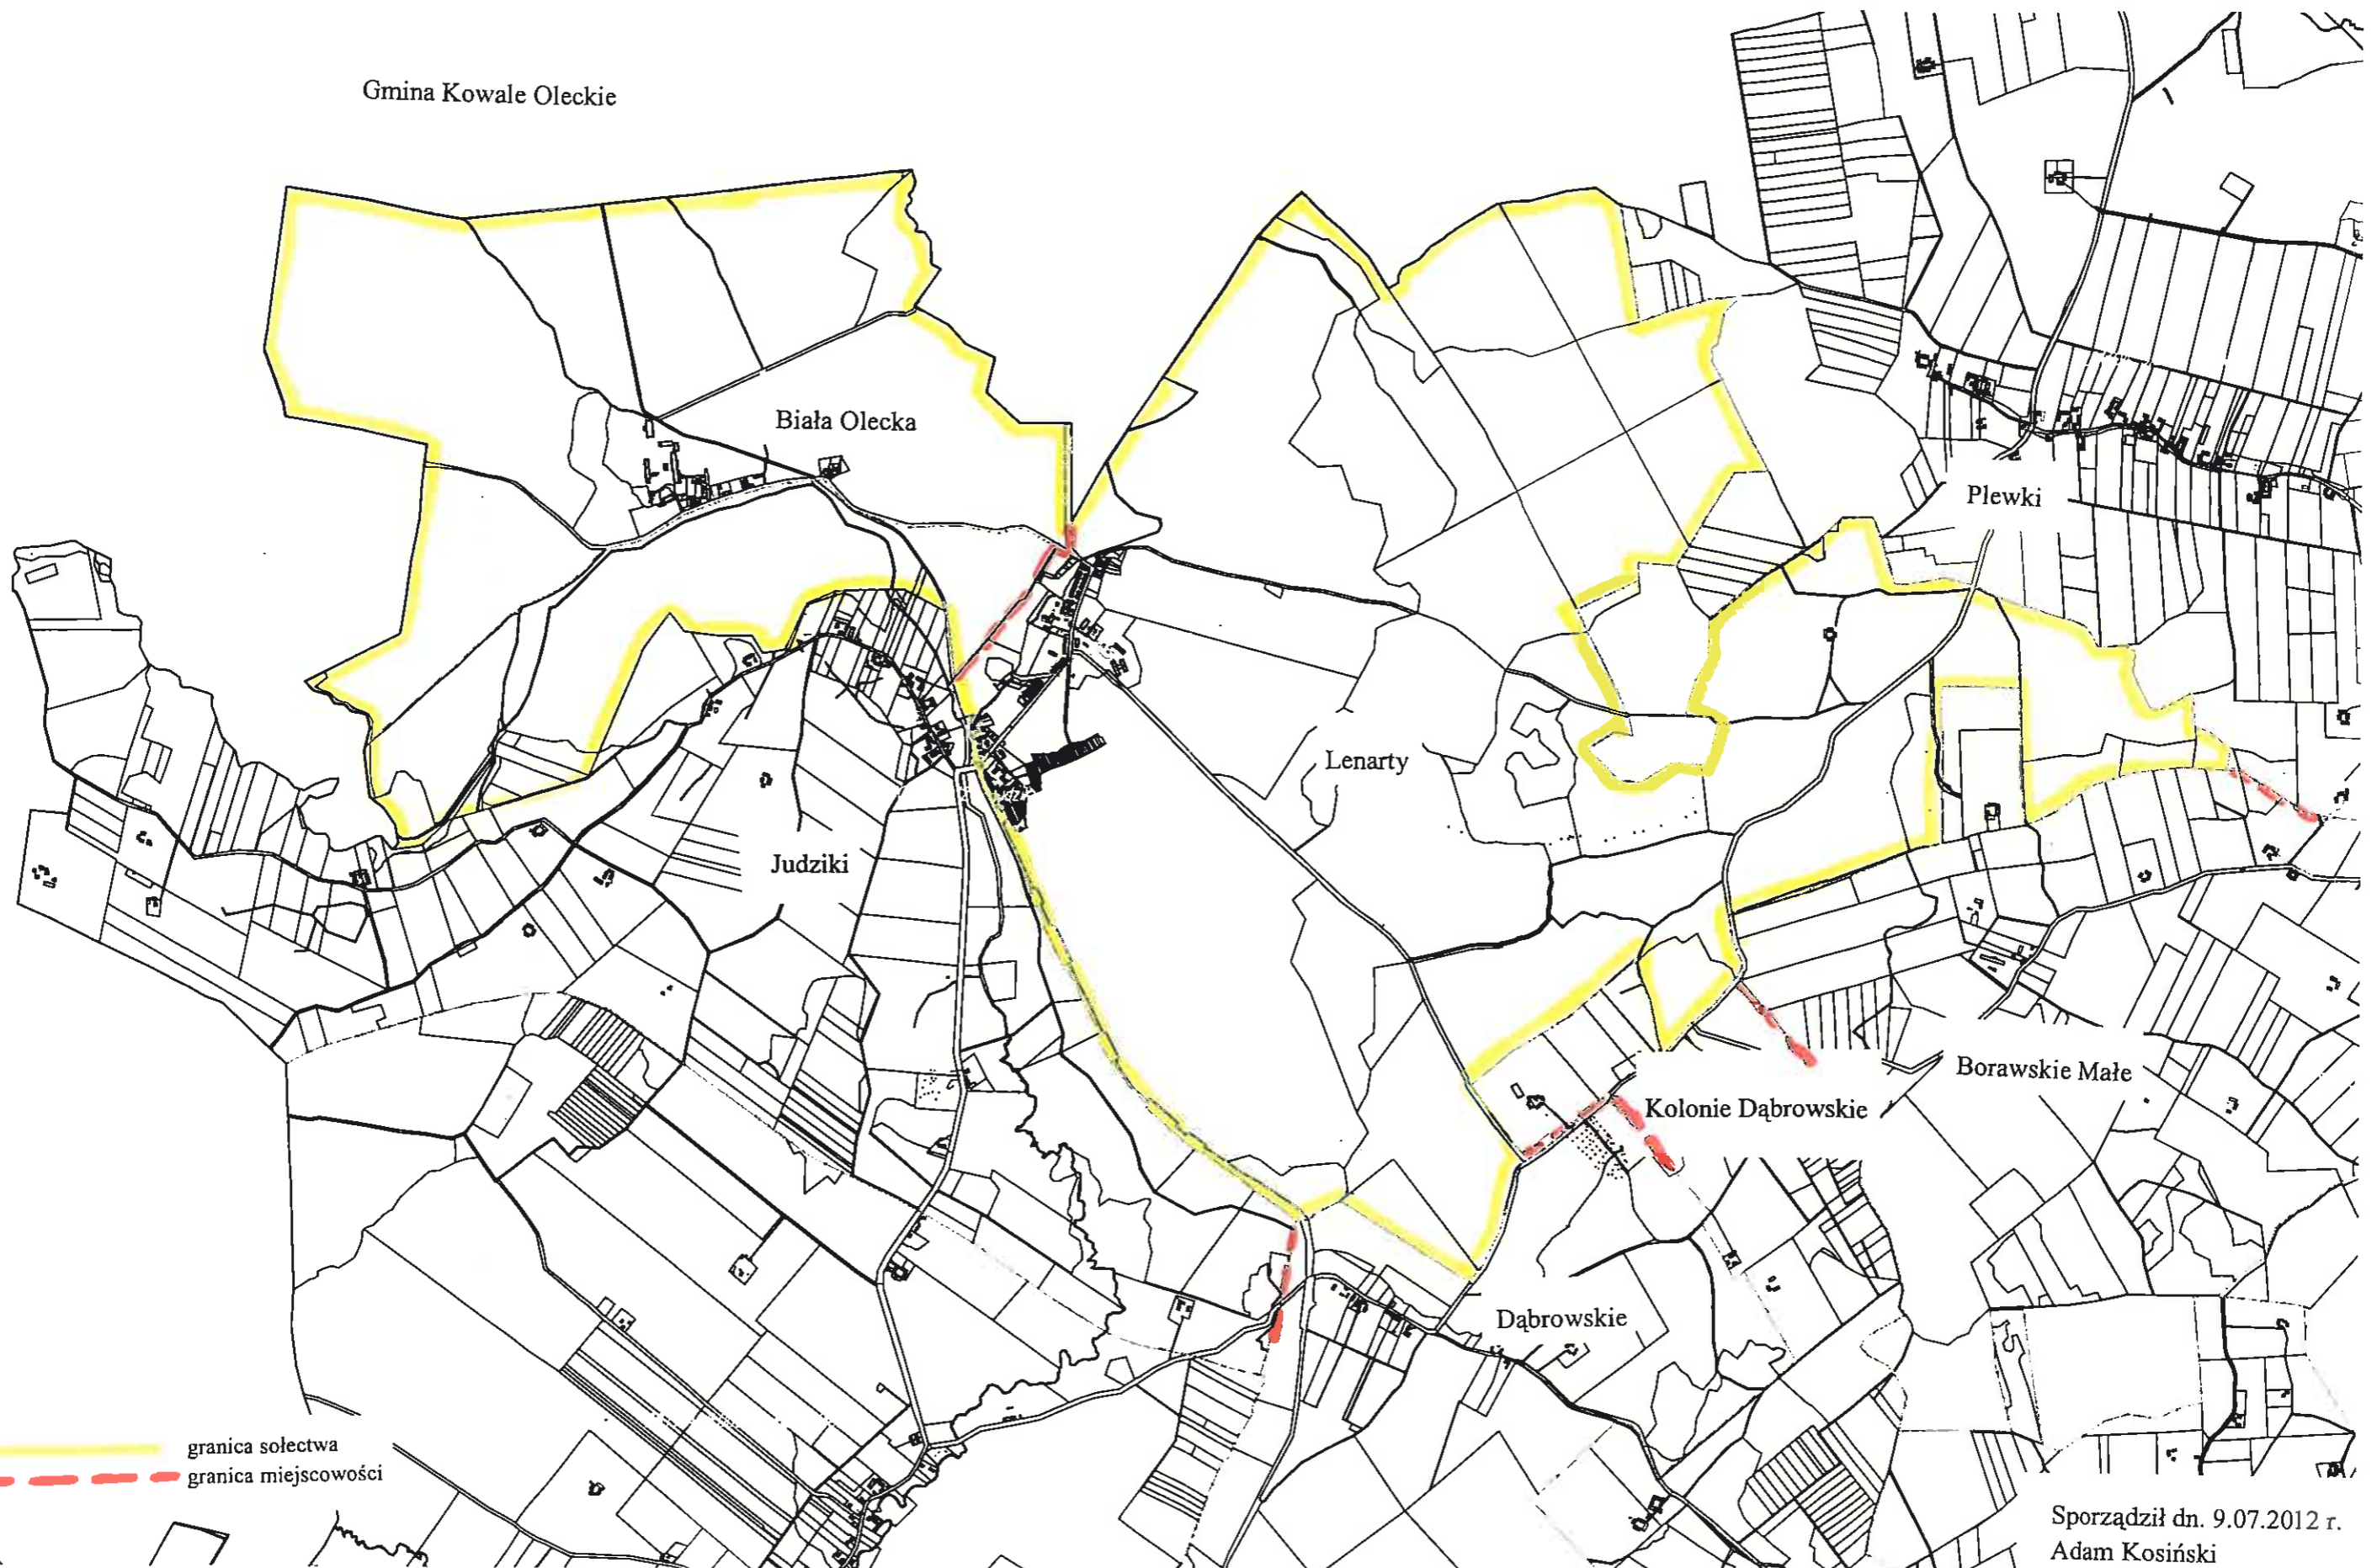 Gmina Kowale Oleckie
Biała Olecka
Plewki
Lenarty
Judziki
Borawskie Małe
Kolonie Dąbrowskie
Dąbrowskie
granica sołectwa
granica miejscowości
Sporządził dn. 9.07.2012 r.
Adam Kosiński